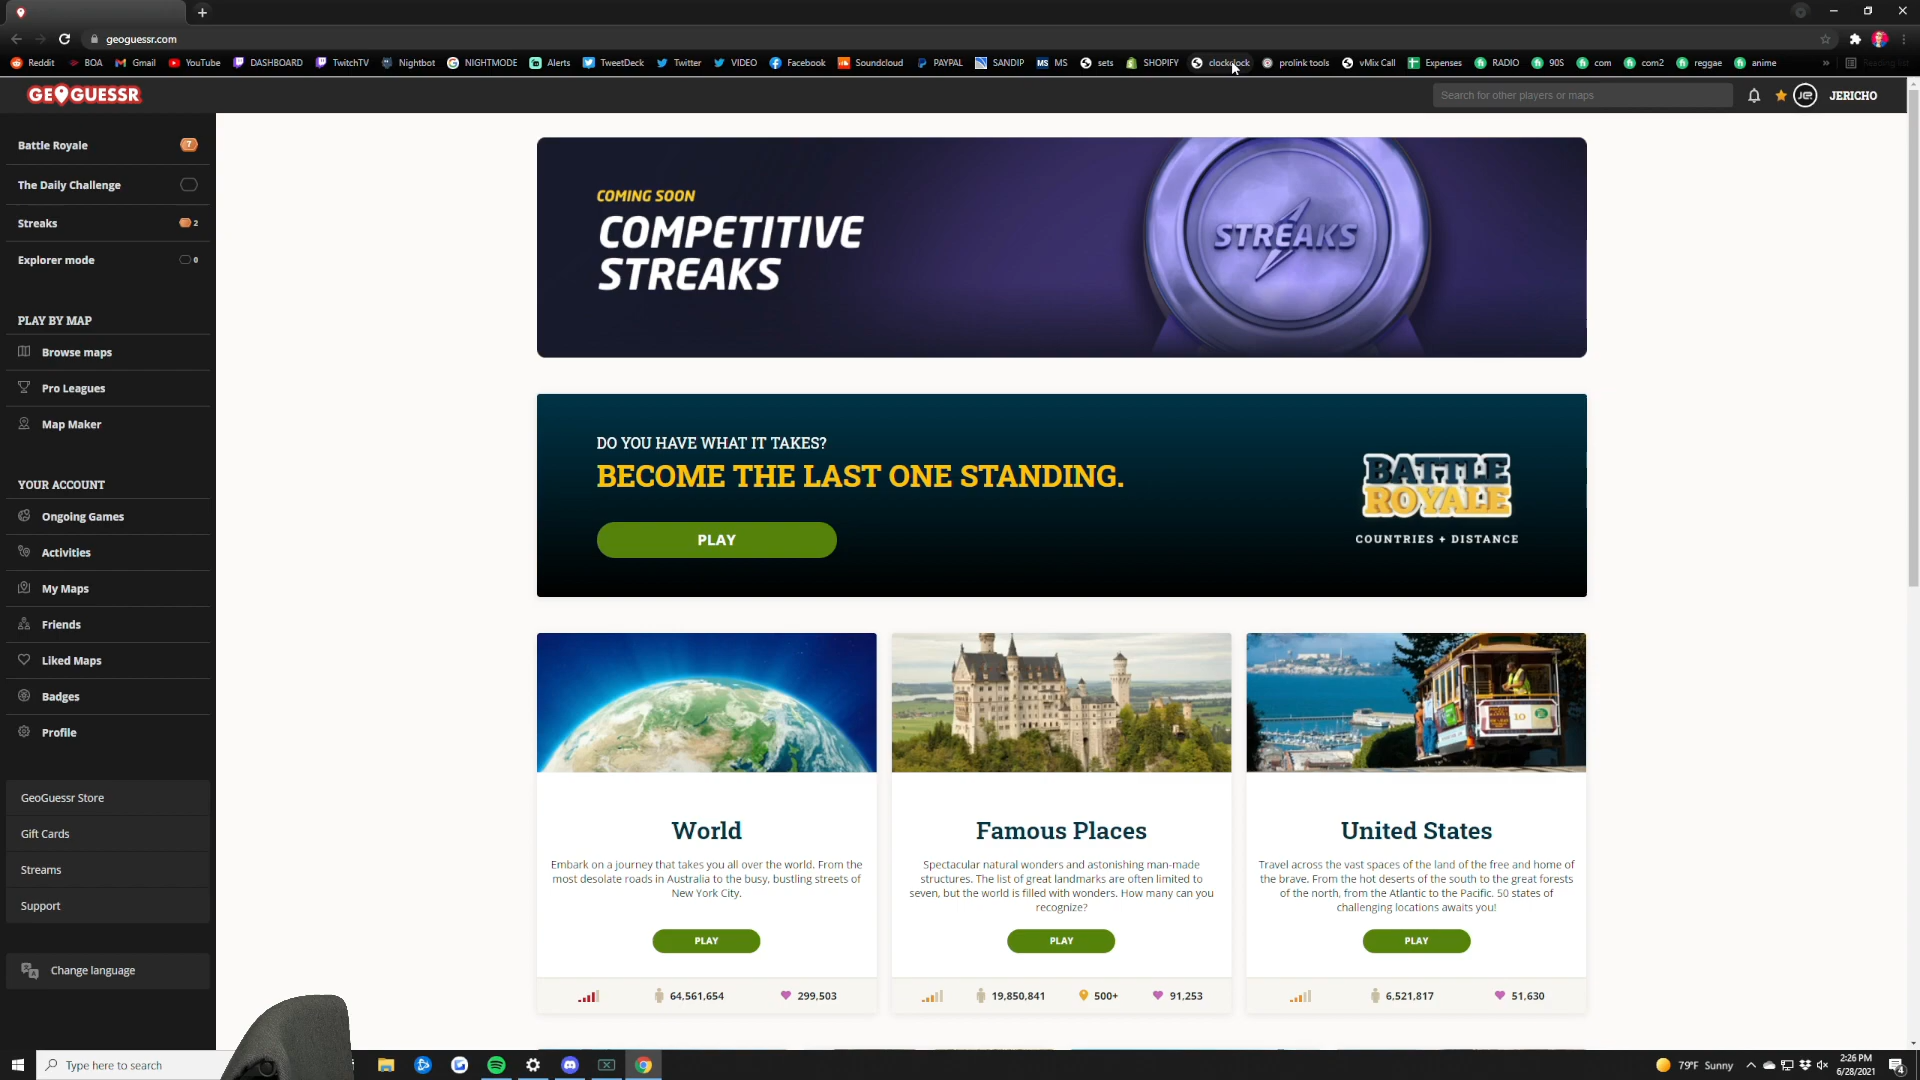 geoguessr.com
Reddit BOA Gmail YouTube DASHBOARD TwitchTV Nightbot NIGHTMODE Alerts TweetDeck Twitter VIDEO Facebook Soundcloud PAYPAL SANDIP MS MS sets SHOPIFY clockclock prolink tools vMix Call Expenses RADIO 90S com com2 reggae anime » Reading list
GEOGUESSR
Search for other players or maps
JERICHO
Battle Royale 7
The Daily Challenge
Streaks 2
Explorer mode 0
PLAY BY MAP
Browse maps
Pro Leagues
Map Maker
YOUR ACCOUNT
Ongoing Games
Activities
My Maps
Friends
Liked Maps
Badges
Profile
GeoGuessr Store
Gift Cards
Streams
Support
Change language
COMING SOON
COMPETITIVE
STREAKS
STREAKS
DO YOU HAVE WHAT IT TAKES?
BECOME THE LAST ONE STANDING.
PLAY
BATTLE
ROYALE
COUNTRIES + DISTANCE
World
Embark on a journey that takes you all over the world. From the
most desolate roads in Australia to the busy, bustling streets of
New York City.
PLAY
64,561,654 299,503
Famous Places
Spectacular natural wonders and astonishing man-made
structures. The list of great landmarks are often limited to
seven, but the world is filled with wonders. How many can you
recognize?
PLAY
19,850,841 500+ 91,253
10
United States
Travel across the vast spaces of the land of the free and home of
the brave. From the hot deserts of the south to the great forests
of the north, from the Atlantic to the Pacific. 50 states of
challenging locations awaits you!
PLAY
6,521,817 51,630
Type here to search
79°F Sunny
2:26 PM
6/28/2021
4